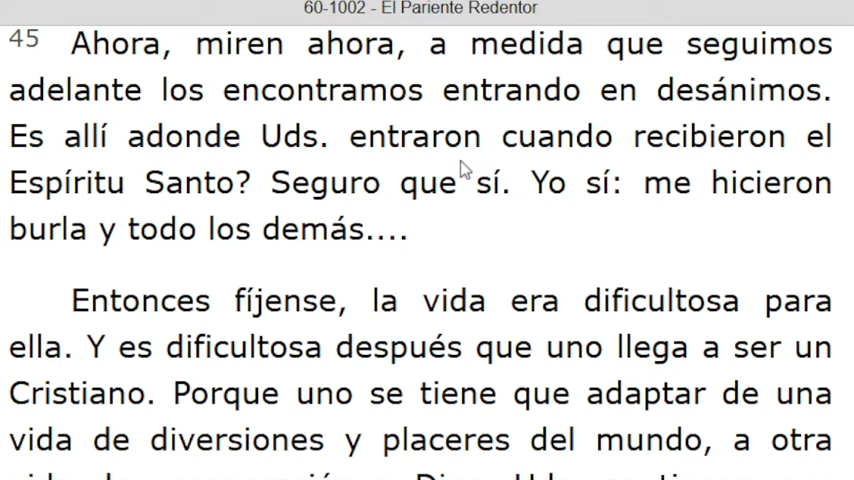 60-1002 - El Pariente Redentor
45 Ahora, miren ahora, a medida que seguimos
adelante los encontramos entrando en desánimos.
Es allí adonde Uds. entraron cuando recibieron el
Espíritu Santo? Seguro que sí. Yo sí: me hicieron
burla y todo los demás....
Entonces fíjense, la vida era dificultosa para
ella. Y es dificultosa después que uno llega a ser un
Cristiano. Porque uno se tiene que adaptar de una
vida de diversiones y placeres del mundo, a otra